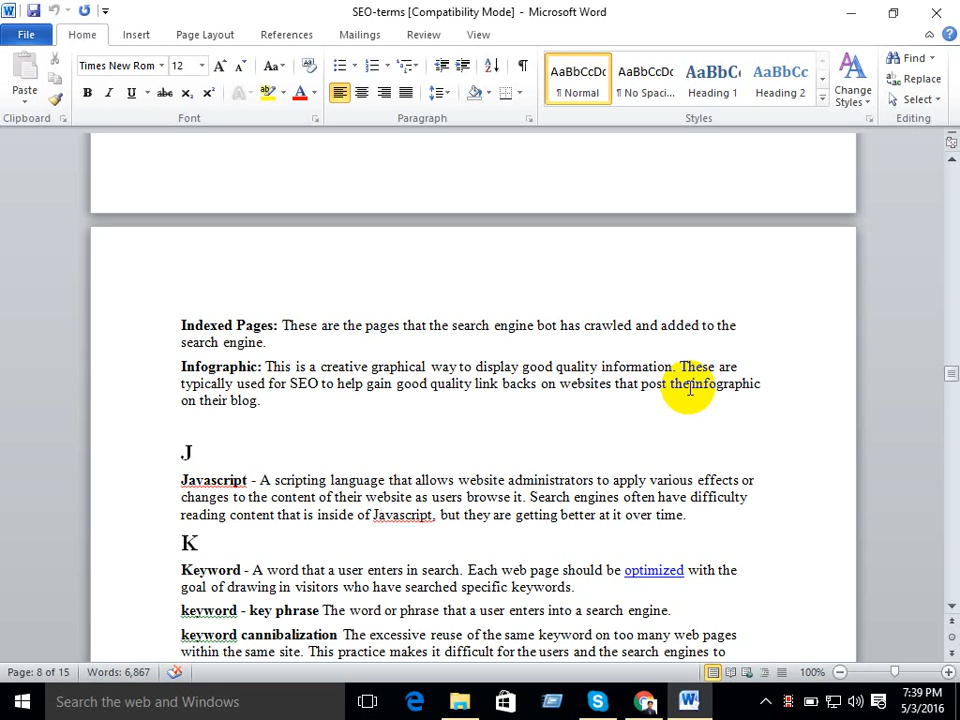 SEO-terms [Compatibility Mode] - Microsoft Word
File Home Insert Page Layout References Mailings Review View
Paste
Times New Rom 12
AaBbCcDc AaBbCcDc AaBbC AaBbCc
¶ Normal ¶ No Spaci... Heading 1 Heading 2
Change Styles
Find
Replace
Select
Clipboard Font Paragraph Styles Editing
Indexed Pages: These are the pages that the search engine bot has crawled and added to the
search engine.
Infographic: This is a creative graphical way to display good quality information. These are
typically used for SEO to help gain good quality link backs on websites that post the infographic
on their blog.
J
Javascript - A scripting language that allows website administrators to apply various effects or
changes to the content of their website as users browse it. Search engines often have difficulty
reading content that is inside of Javascript, but they are getting better at it over time.
K
Keyword - A word that a user enters in search. Each web page should be optimized with the
goal of drawing in visitors who have searched specific keywords.
keyword - key phrase The word or phrase that a user enters into a search engine.
keyword cannibalization The excessive reuse of the same keyword on too many web pages
within the same site. This practice makes it difficult for the users and the search engines to
Page: 8 of 15 Words: 6,867 100%
Search the web and Windows
7:39 PM
5/3/2016